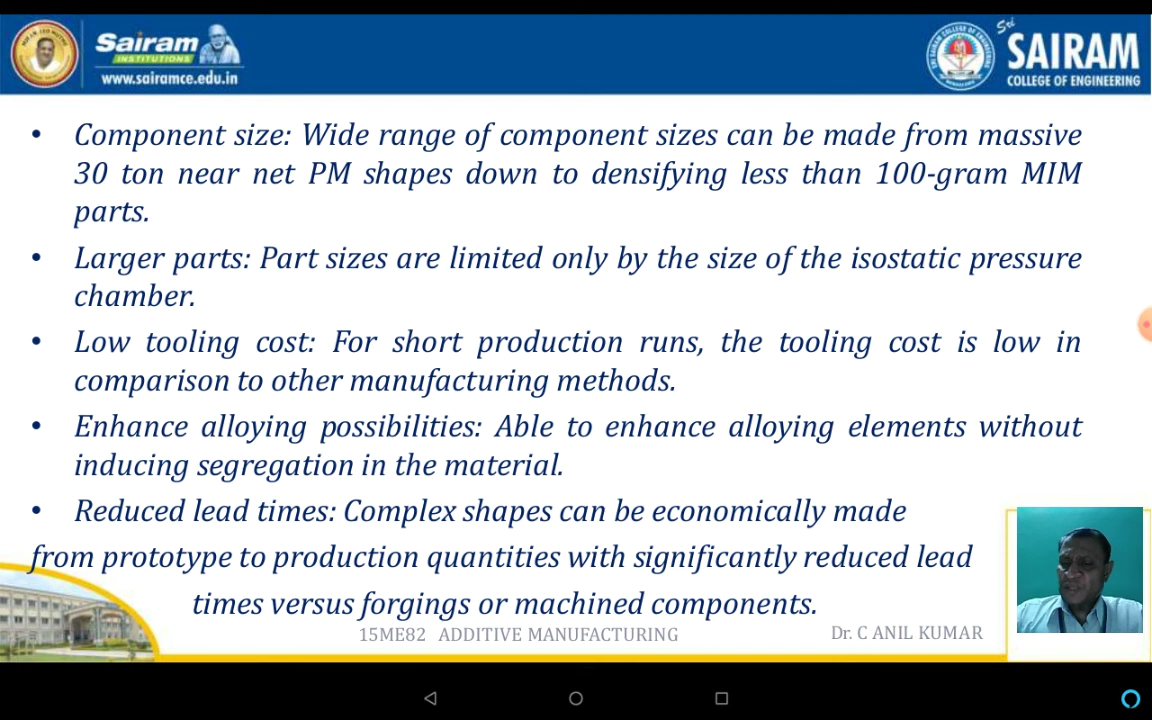 Sairam
INSTITUTIONS
www.sairamce.edu.in
Sri
SAIRAM
COLLEGE OF ENGINEERING
• Component size: Wide range of component sizes can be made from massive
30 ton near net PM shapes down to densifying less than 100-gram MIM
parts.
• Larger parts: Part sizes are limited only by the size of the isostatic pressure
chamber.
• Low tooling cost: For short production runs, the tooling cost is low in
comparison to other manufacturing methods.
• Enhance alloying possibilities: Able to enhance alloying elements without
inducing segregation in the material.
• Reduced lead times: Complex shapes can be economically made
from prototype to production quantities with significantly reduced lead
times versus forgings or machined components.
15ME82 ADDITIVE MANUFACTURING
Dr. C ANIL KUMAR